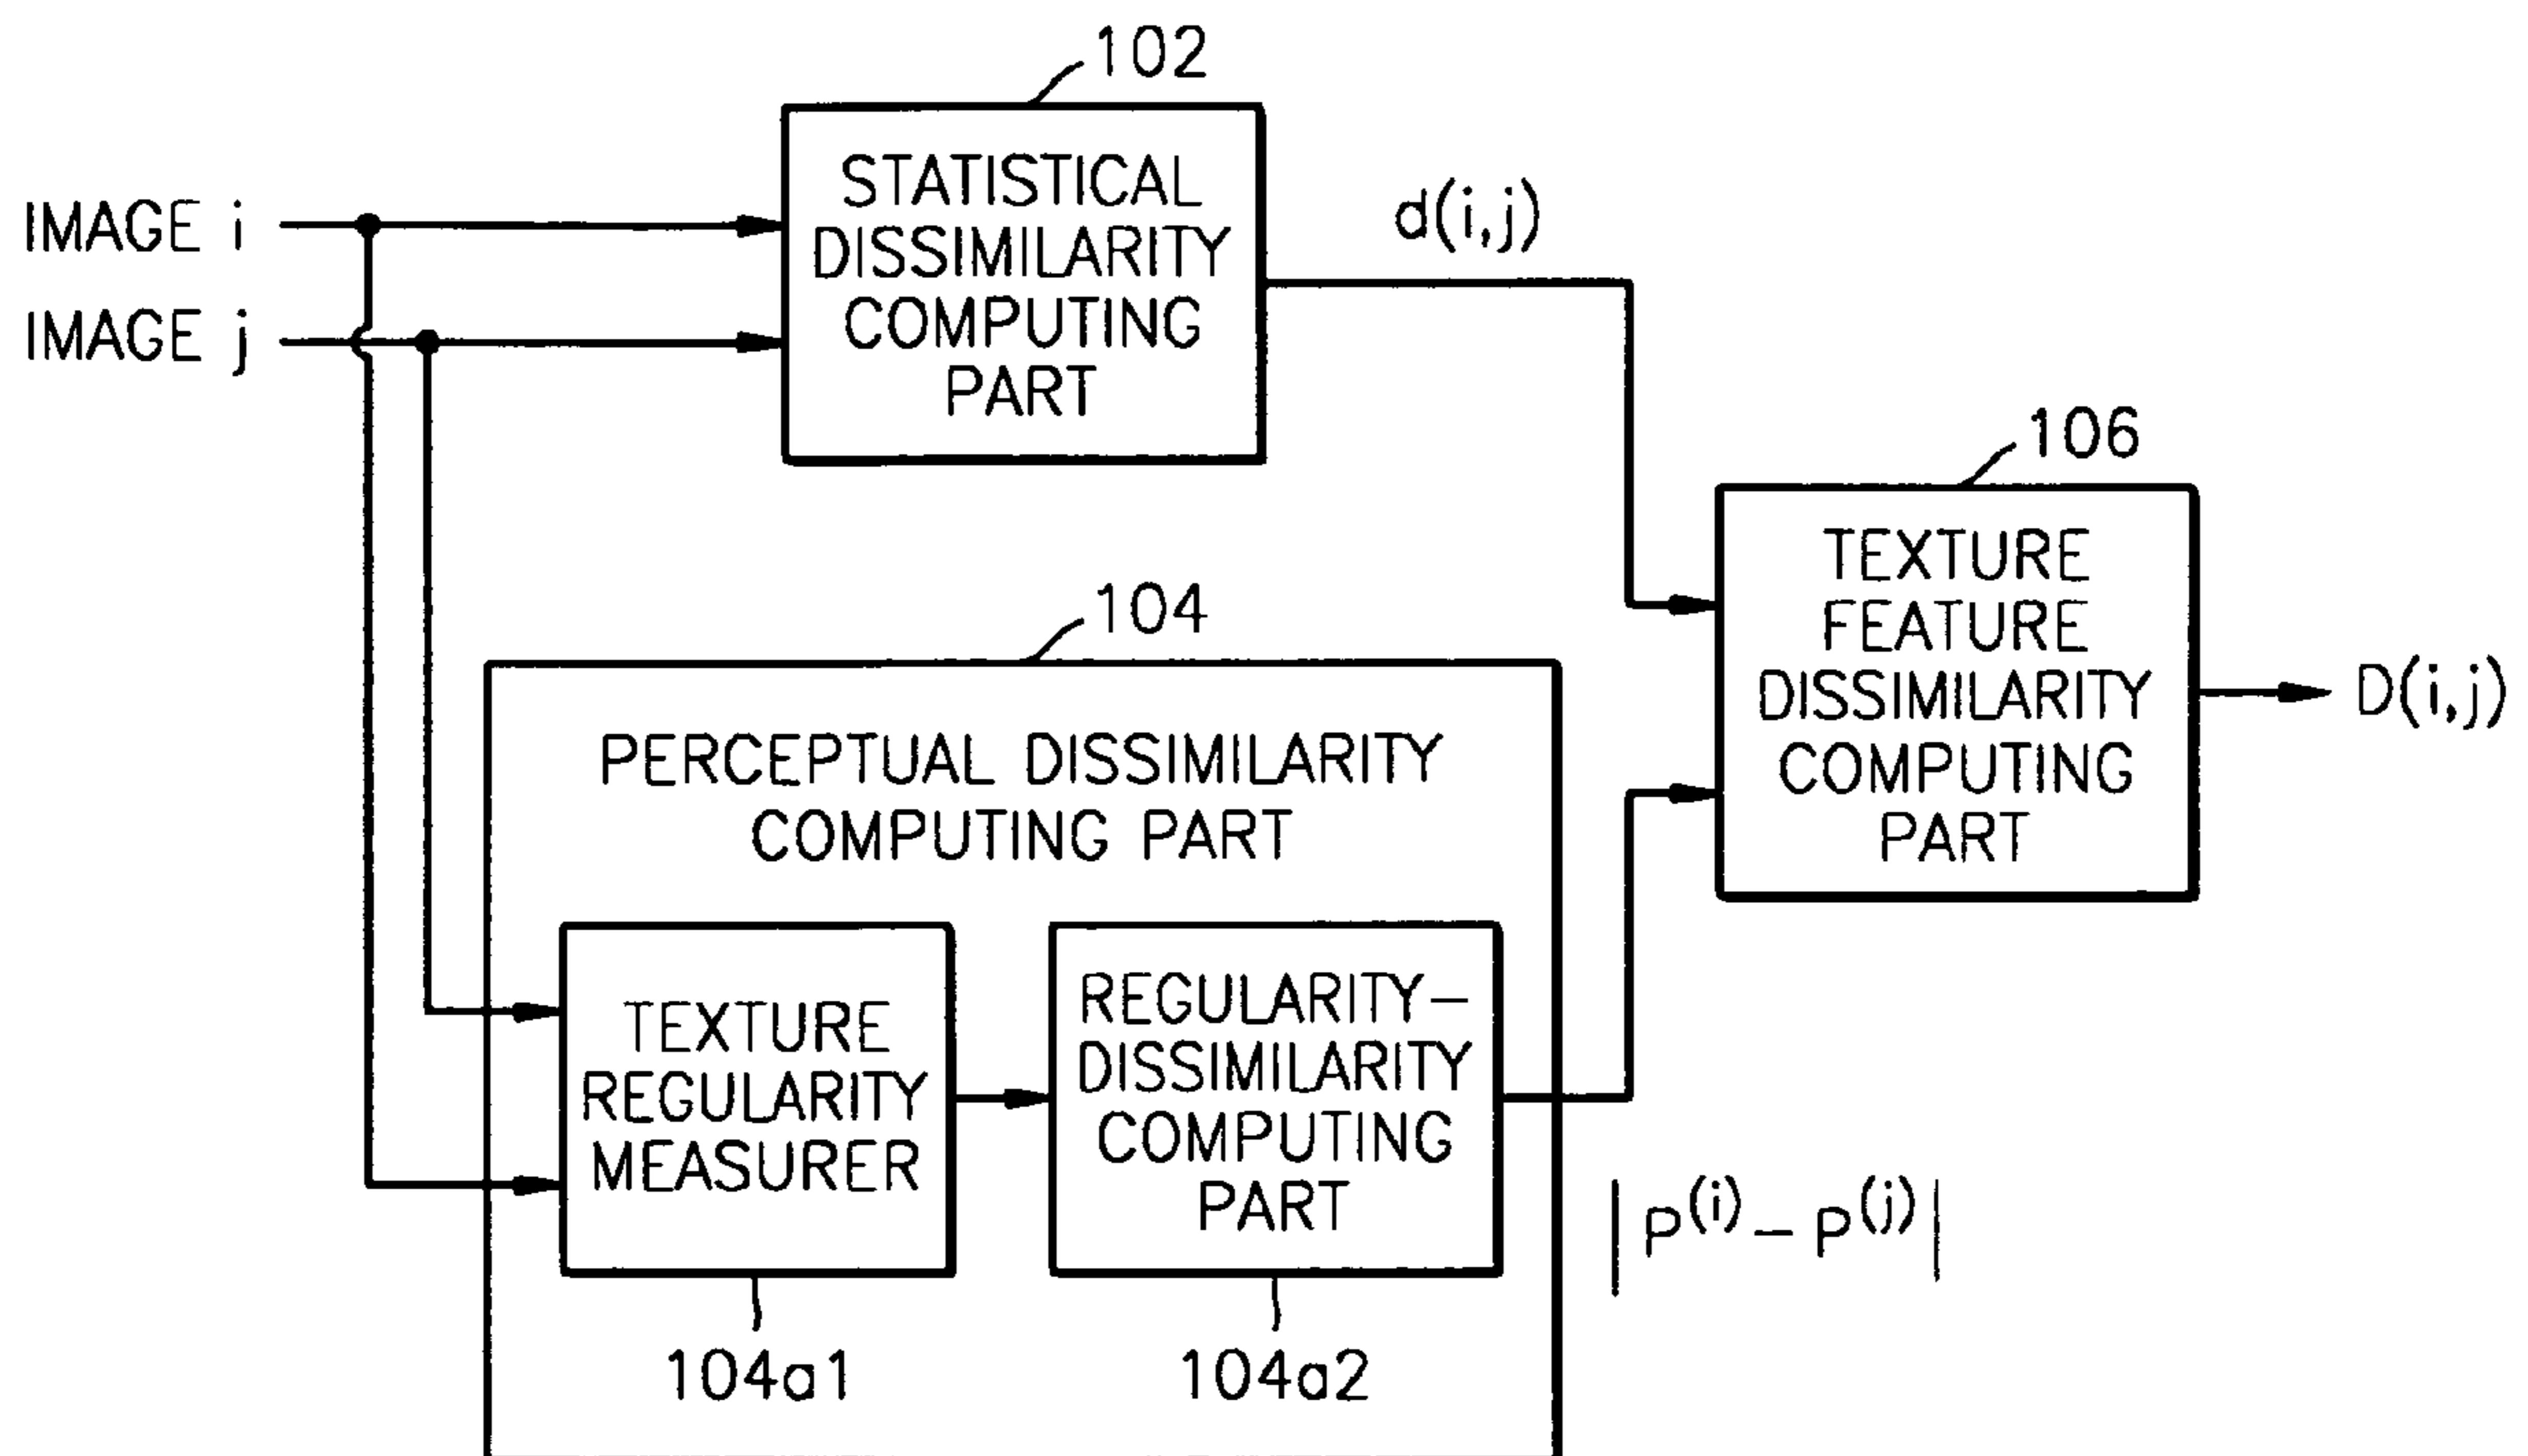 102
STATISTICAL
DISSIMILARITY
COMPUTING
PART
IMAGE i
IMAGE j
d(i,j)
106
TEXTURE
FEATURE
DISSIMILARITY
COMPUTING
PART
D(i,j)
104
PERCEPTUAL DISSIMILARITY
COMPUTING PART
TEXTURE
REGULARITY
MEASURER
REGULARITY–
DISSIMILARITY
COMPUTING
PART
|P^(i) – P^(j)|
104a1
104a2